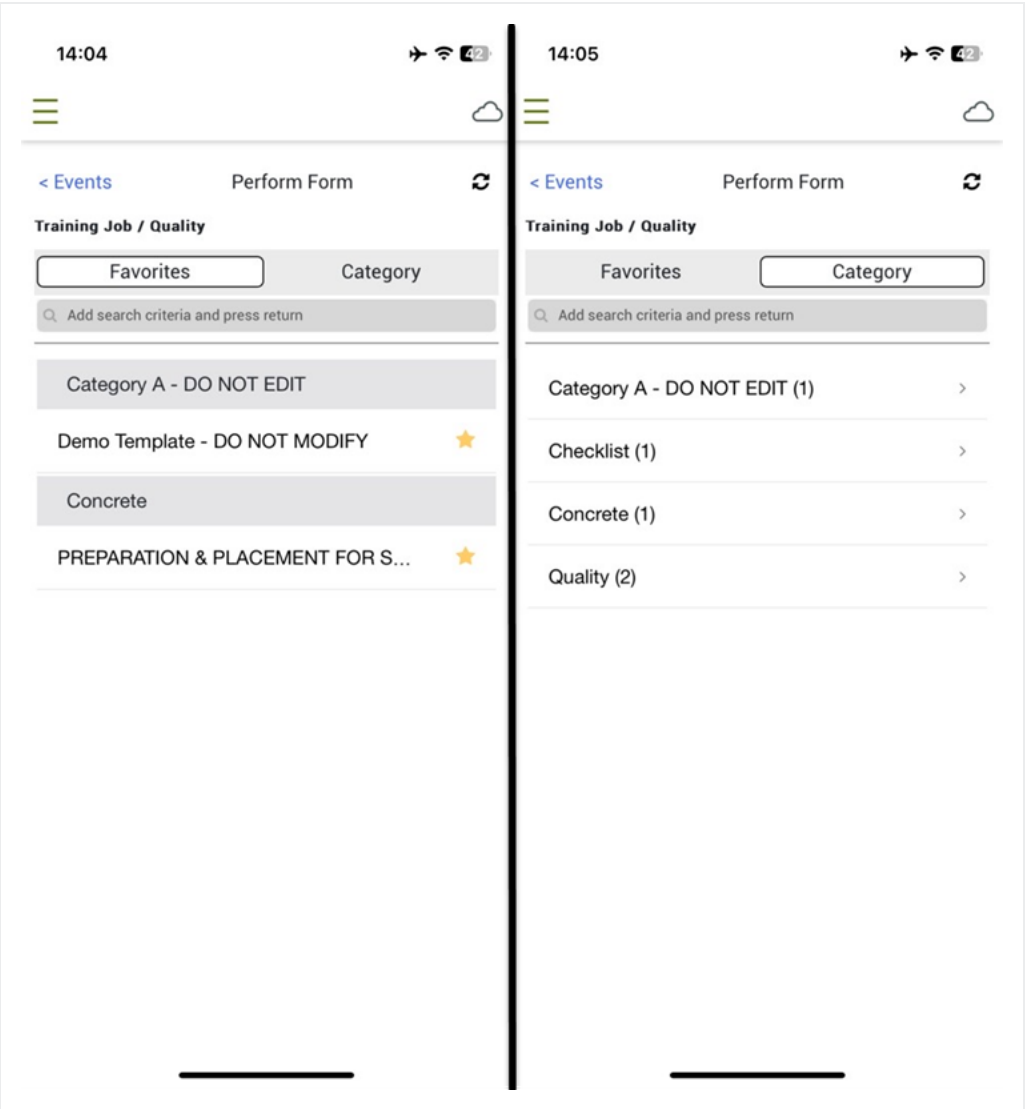 14:04
42
< Events
Perform Form
Training Job / Quality
Favorites
Category
Add search criteria and press return
Category A - DO NOT EDIT
Demo Template - DO NOT MODIFY
Concrete
PREPARATION & PLACEMENT FOR S...
14:05
42
< Events
Perform Form
Training Job / Quality
Favorites
Category
Add search criteria and press return
Category A - DO NOT EDIT (1)
Checklist (1)
Concrete (1)
Quality (2)